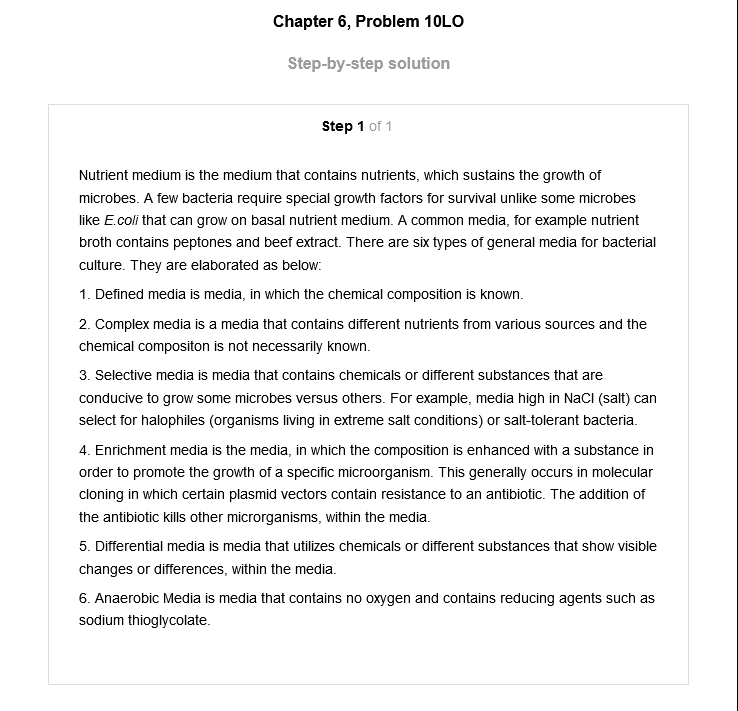 Chapter 6, Problem 10LO
Step-by-step solution
Step 1 of 1
Nutrient medium is the medium that contains nutrients, which sustains the growth of
microbes. A few bacteria require special growth factors for survival unlike some microbes
like E.coli that can grow on basal nutrient medium. A common media, for example nutrient
broth contains peptones and beef extract. There are six types of general media for bacterial
culture. They are elaborated as below:
1. Defined media is media, in which the chemical composition is known.
2. Complex media is a media that contains different nutrients from various sources and the
chemical compositon is not necessarily known.
3. Selective media is media that contains chemicals or different substances that are
conducive to grow some microbes versus others. For example, media high in NaCl (salt) can
select for halophiles (organisms living in extreme salt conditions) or salt-tolerant bacteria.
4. Enrichment media is the media, in which the composition is enhanced with a substance in
order to promote the growth of a specific microorganism. This generally occurs in molecular
cloning in which certain plasmid vectors contain resistance to an antibiotic. The addition of
the antibiotic kills other microrganisms, within the media.
5. Differential media is media that utilizes chemicals or different substances that show visible
changes or differences, within the media.
6. Anaerobic Media is media that contains no oxygen and contains reducing agents such as
sodium thioglycolate.